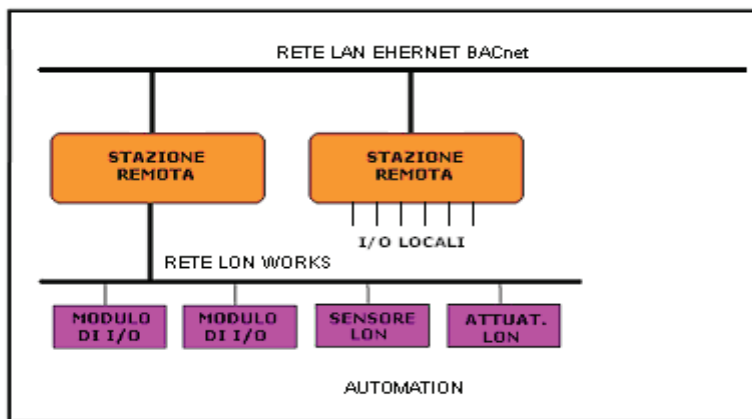 RETE LAN EHERNET BACnet
STAZIONE
REMOTA
STAZIONE
REMOTA
I/O LOCALI
RETE LON WORKS
MODULO
DI I/O
MODULO
DI I/O
SENSORE
LON
ATTUAT.
LON
AUTOMATION